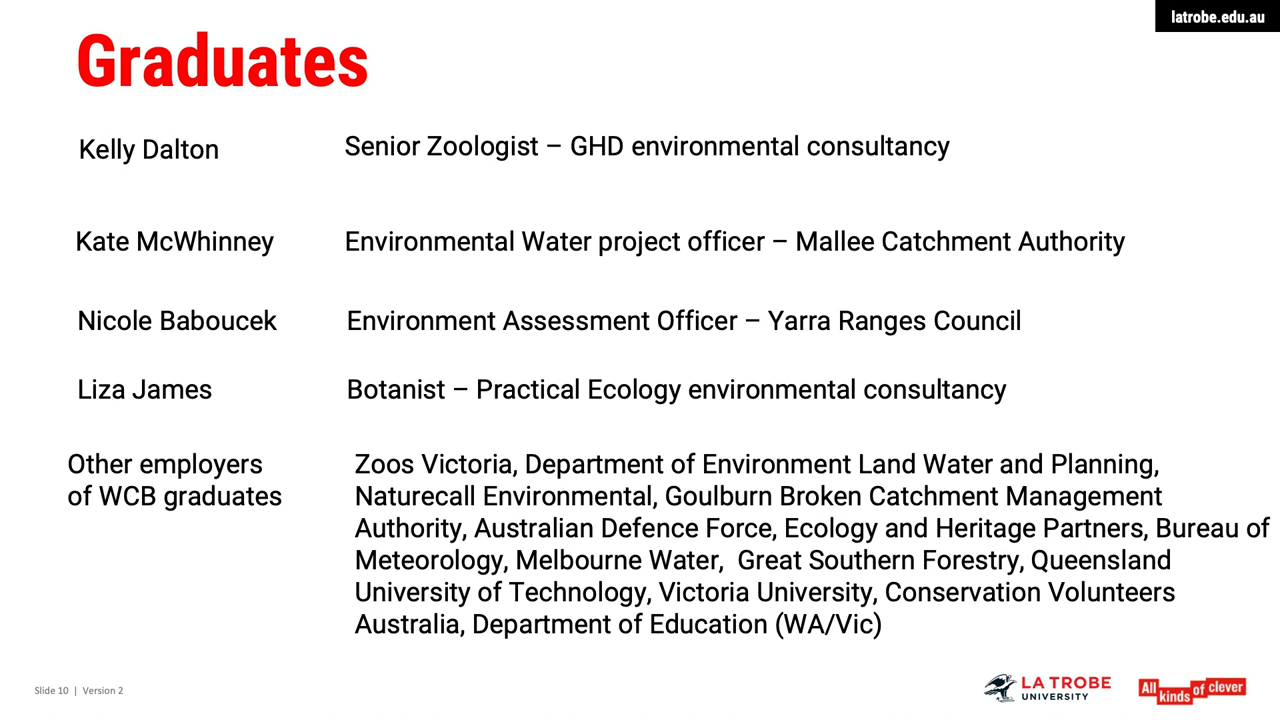 latrobe.edu.au
Graduates
Kelly Dalton
Senior Zoologist – GHD environmental consultancy
Kate McWhinney
Environmental Water project officer – Mallee Catchment Authority
Nicole Baboucek
Environment Assessment Officer – Yarra Ranges Council
Liza James
Botanist – Practical Ecology environmental consultancy
Other employers
of WCB graduates
Zoos Victoria, Department of Environment Land Water and Planning,
Naturecall Environmental, Goulburn Broken Catchment Management
Authority, Australian Defence Force, Ecology and Heritage Partners, Bureau of
Meteorology, Melbourne Water,  Great Southern Forestry, Queensland
University of Technology, Victoria University, Conservation Volunteers
Australia, Department of Education (WA/Vic)
Slide 10 | Version 2
LA TROBE
UNIVERSITY
All kinds of clever